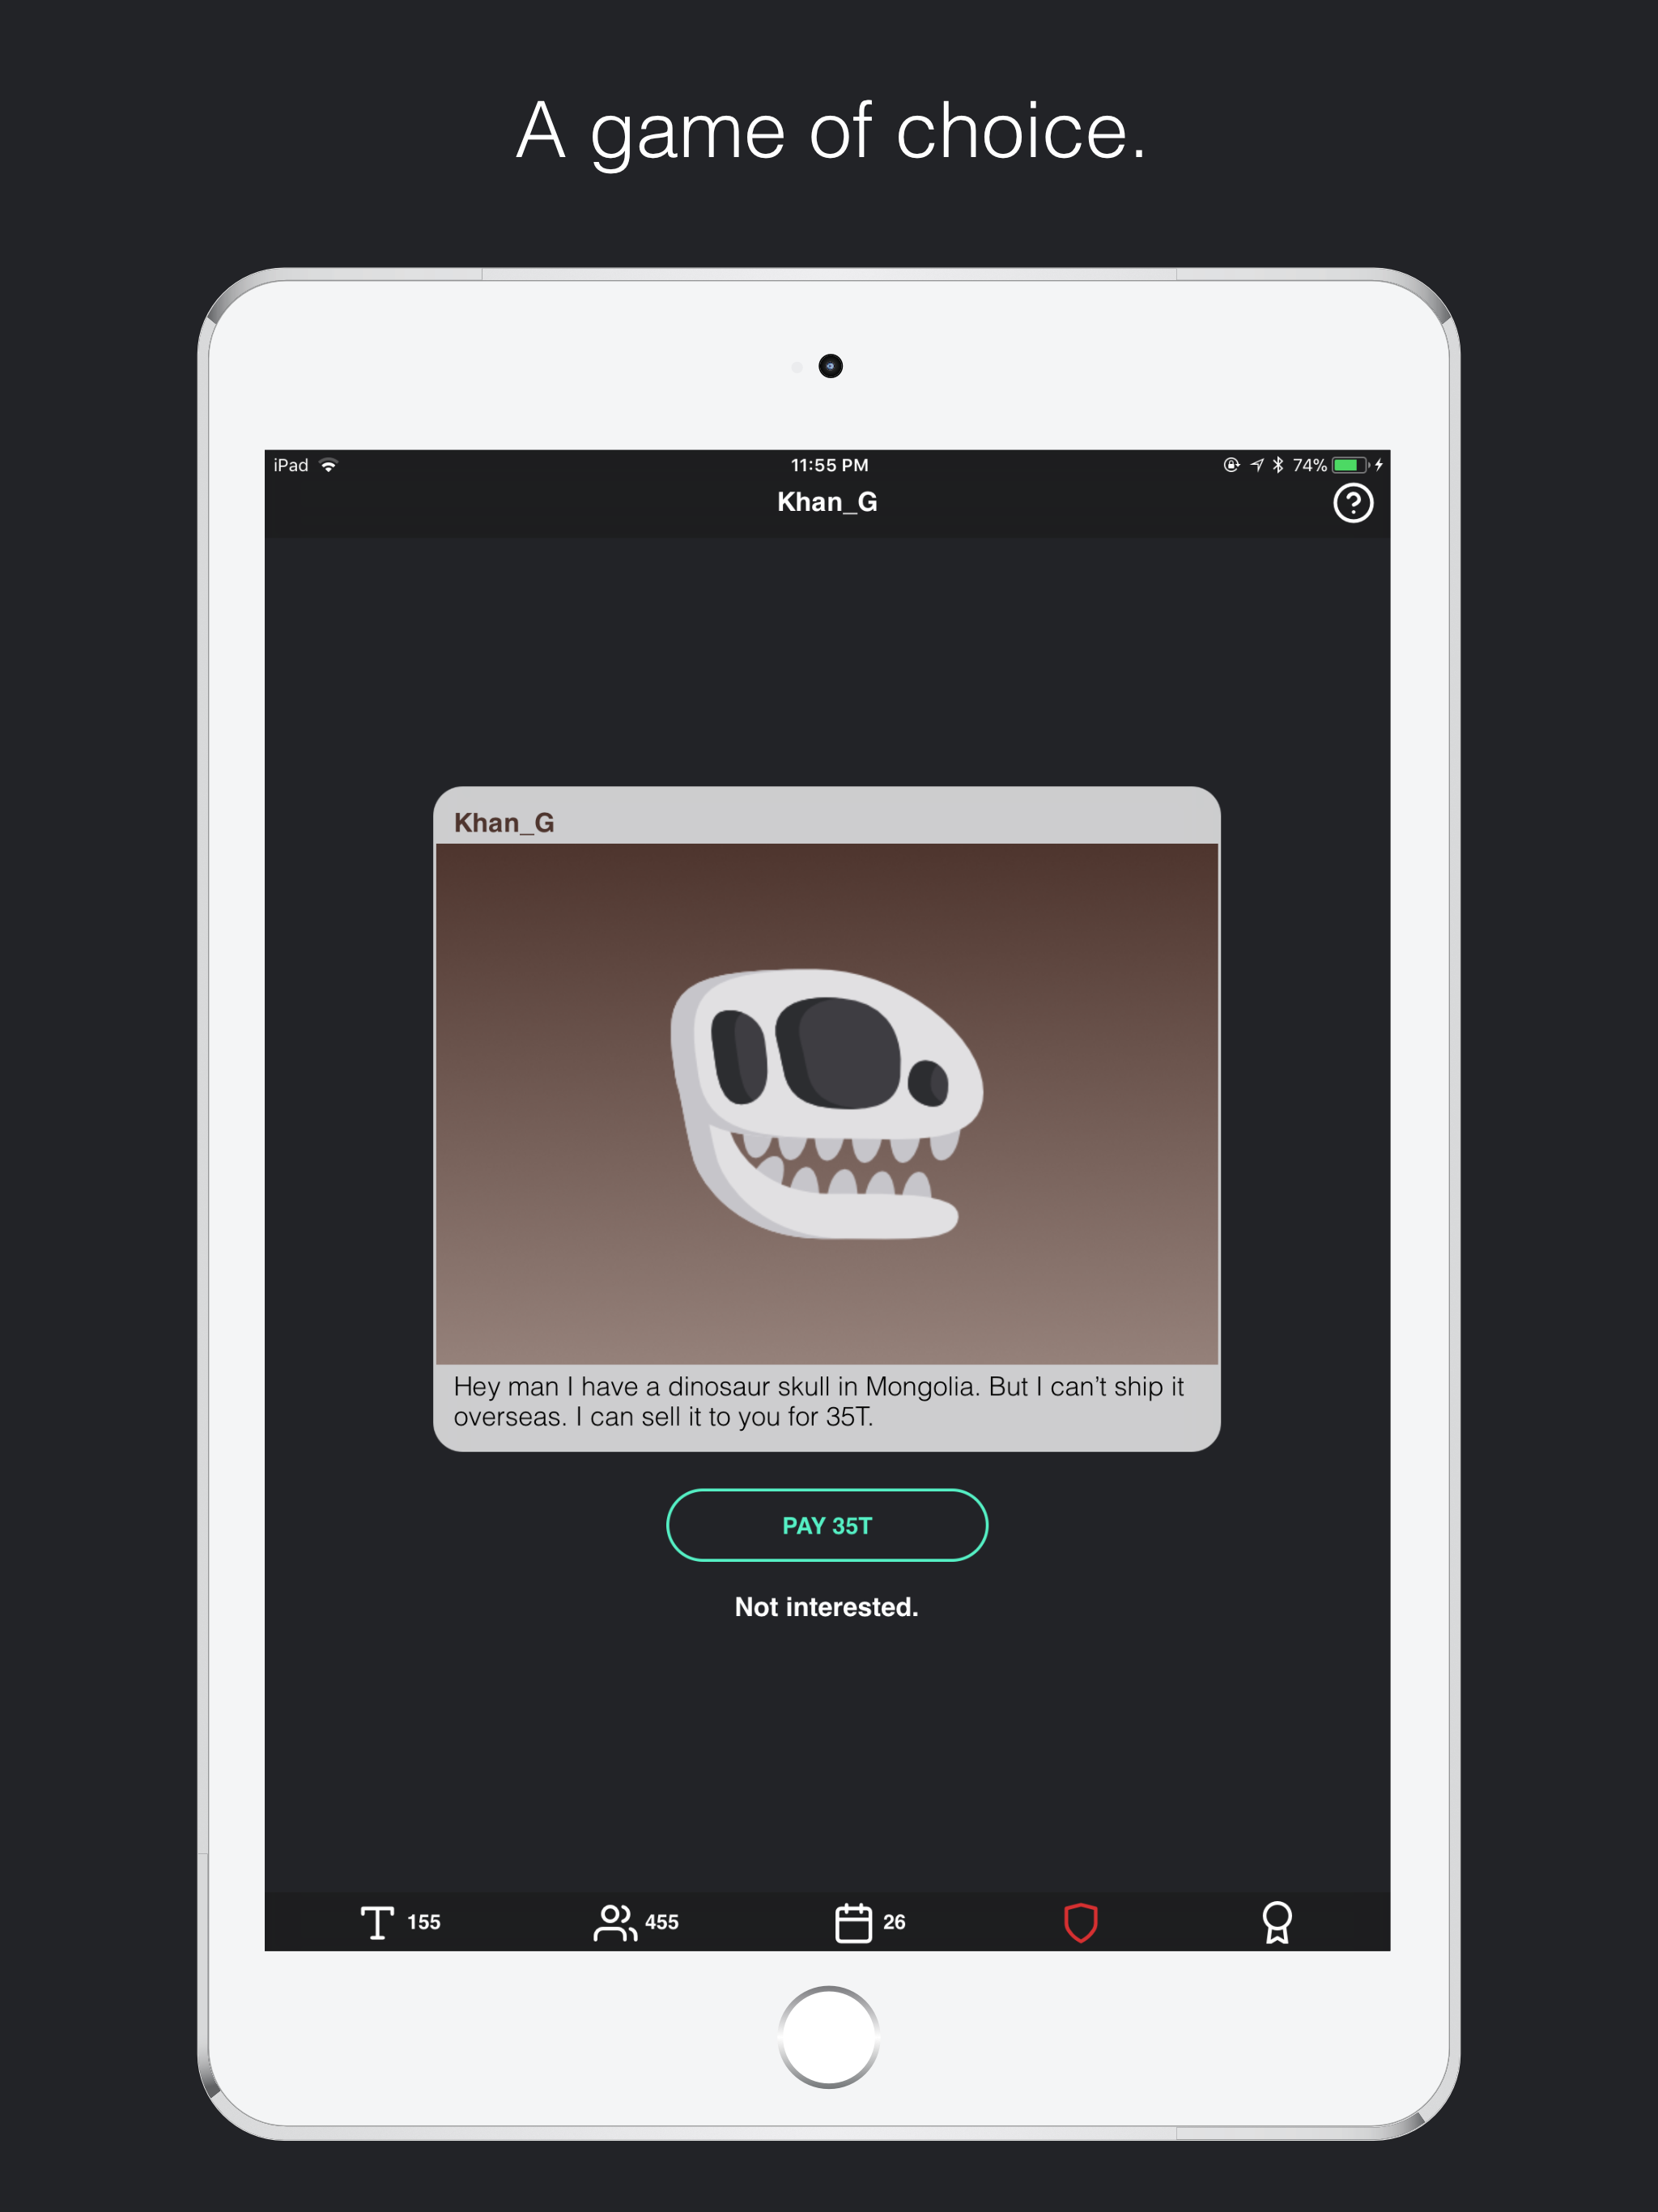 A game of choice.
iPad 11:55 PM 74%
Khan_G
Khan_G
Hey man I have a dinosaur skull in Mongolia. But I can’t ship it
overseas. I can sell it to you for 35T.
PAY 35T
Not interested.
155 455 26